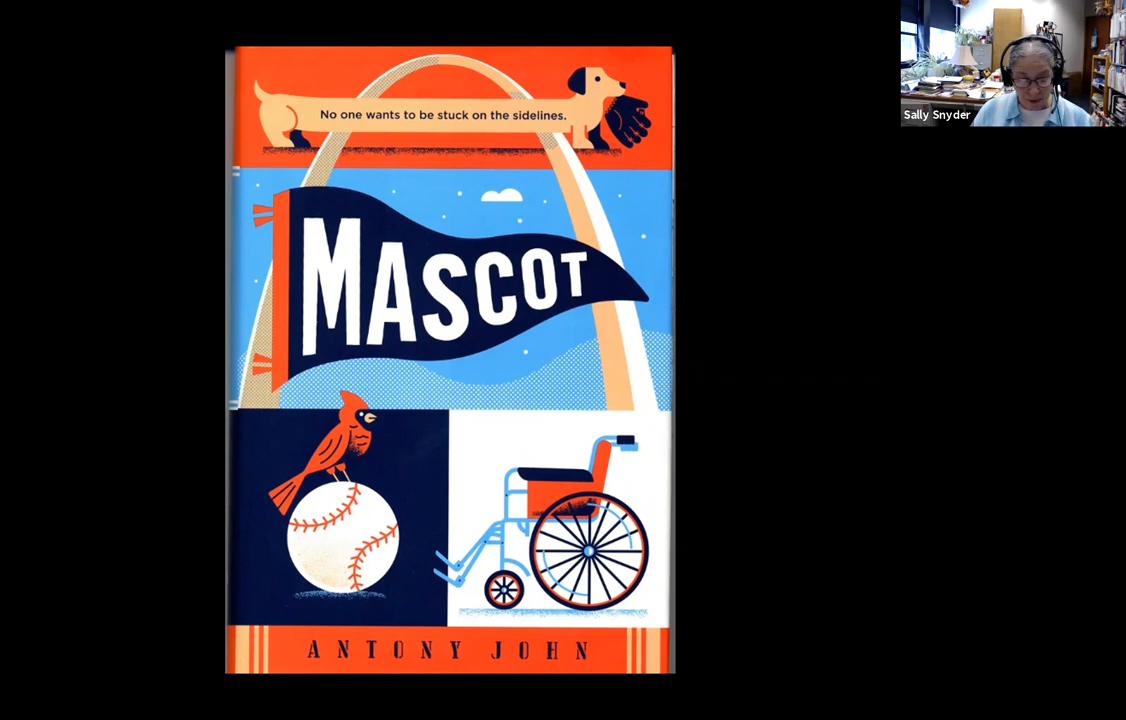 Sally Snyder
No one wants to be stuck on the sidelines.
MASCOT
ANTONY JOHN